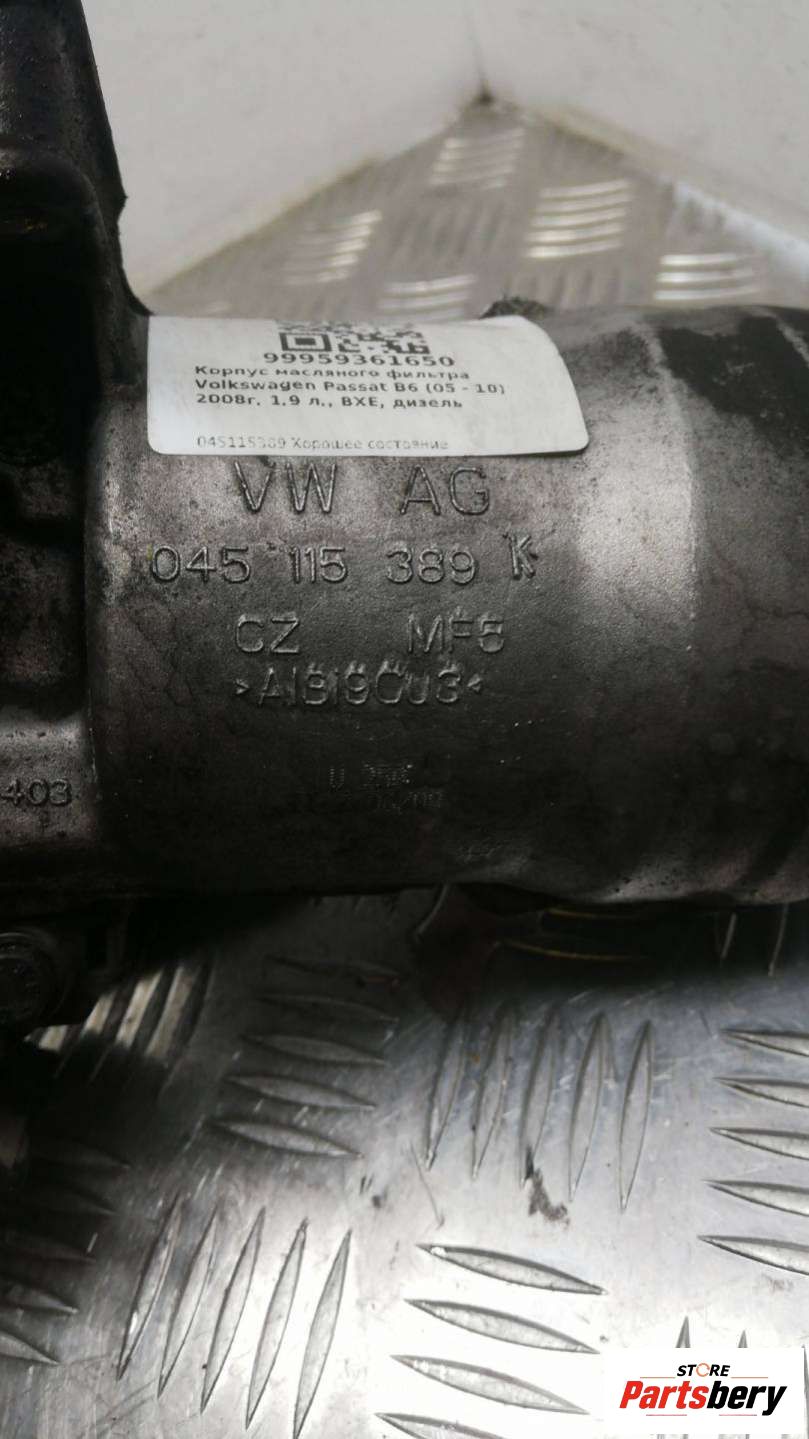 99959361650
Корпус масляного фильтра
Volkswagen Passat B6 (05 - 10)
2008г. 1.9 л., BXE, дизель
045115389 Хорошее состояние
VW AG
045 115 389 K
CZ MF5
403
STORE
Partsbery